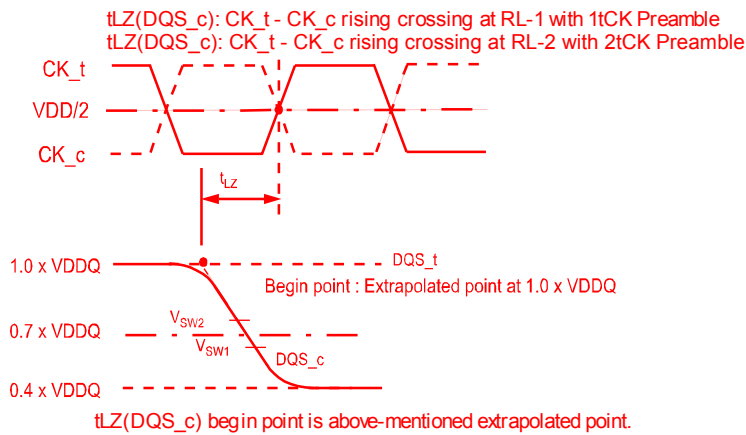 tLZ(DQS_c): CK_t - CK_c rising crossing at RL-1 with 1tCK Preamble
tLZ(DQS_c): CK_t - CK_c rising crossing at RL-2 with 2tCK Preamble
CK_t
VDD/2
CK_c
tLZ
1.0 x VDDQ
DQS_t
Begin point : Extrapolated point at 1.0 x VDDQ
VSW2
0.7 x VDDQ
VSW1
DQS_c
0.4 x VDDQ
tLZ(DQS_c) begin point is above-mentioned extrapolated point.